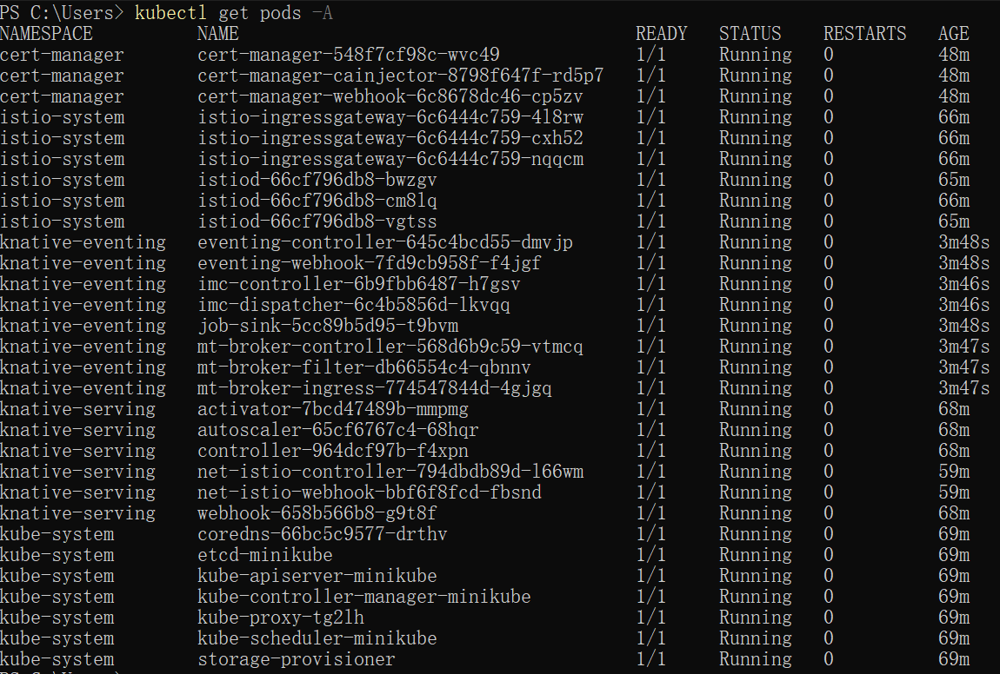 PS C:\Users> kubectl get pods -A
NAMESPACE NAME READY STATUS RESTARTS AGE
cert-manager cert-manager-548f7cf98c-wvc49 1/1 Running 0 48m
cert-manager cert-manager-cainjector-8798f647f-rd5p7 1/1 Running 0 48m
cert-manager cert-manager-webhook-6c8678dc46-cp5zv 1/1 Running 0 48m
istio-system istio-ingressgateway-6c6444c759-4l8rw 1/1 Running 0 66m
istio-system istio-ingressgateway-6c6444c759-cxh52 1/1 Running 0 66m
istio-system istio-ingressgateway-6c6444c759-nqqcm 1/1 Running 0 66m
istio-system istiod-66cf796db8-bwzgv 1/1 Running 0 65m
istio-system istiod-66cf796db8-cm8lq 1/1 Running 0 66m
istio-system istiod-66cf796db8-vgtss 1/1 Running 0 65m
knative-eventing eventing-controller-645c4bcd55-dmvjp 1/1 Running 0 3m48s
knative-eventing eventing-webhook-7fd9cb958f-f4jgf 1/1 Running 0 3m48s
knative-eventing imc-controller-6b9fbb6487-h7gsv 1/1 Running 0 3m46s
knative-eventing imc-dispatcher-6c4b5856d-lkvqq 1/1 Running 0 3m46s
knative-eventing job-sink-5cc89b5d95-t9bvm 1/1 Running 0 3m48s
knative-eventing mt-broker-controller-568d6b9c59-vtmcq 1/1 Running 0 3m47s
knative-eventing mt-broker-filter-db66554c4-qbnnv 1/1 Running 0 3m47s
knative-eventing mt-broker-ingress-774547844d-4gjgq 1/1 Running 0 3m47s
knative-serving activator-7bcd47489b-mmpmg 1/1 Running 0 68m
knative-serving autoscaler-65cf6767c4-68hqr 1/1 Running 0 68m
knative-serving controller-964dcf97b-f4xpn 1/1 Running 0 68m
knative-serving net-istio-controller-794dbdb89d-l66wm 1/1 Running 0 59m
knative-serving net-istio-webhook-bbf6f8fcd-fbsnd 1/1 Running 0 59m
knative-serving webhook-658b566b8-g9t8f 1/1 Running 0 68m
kube-system coredns-66bc5c9577-drthv 1/1 Running 0 69m
kube-system etcd-minikube 1/1 Running 0 69m
kube-system kube-apiserver-minikube 1/1 Running 0 69m
kube-system kube-controller-manager-minikube 1/1 Running 0 69m
kube-system kube-proxy-tg2lh 1/1 Running 0 69m
kube-system kube-scheduler-minikube 1/1 Running 0 69m
kube-system storage-provisioner 1/1 Running 0 69m